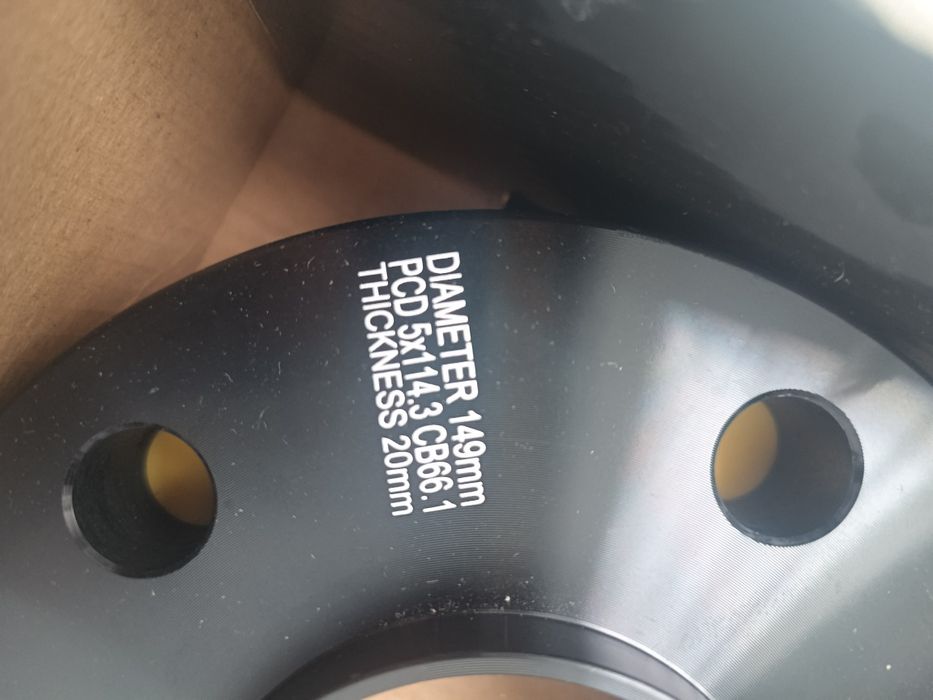 DIAMETER 149mm
PCD 5x114.3 CB66.1
THICKNESS 20mm